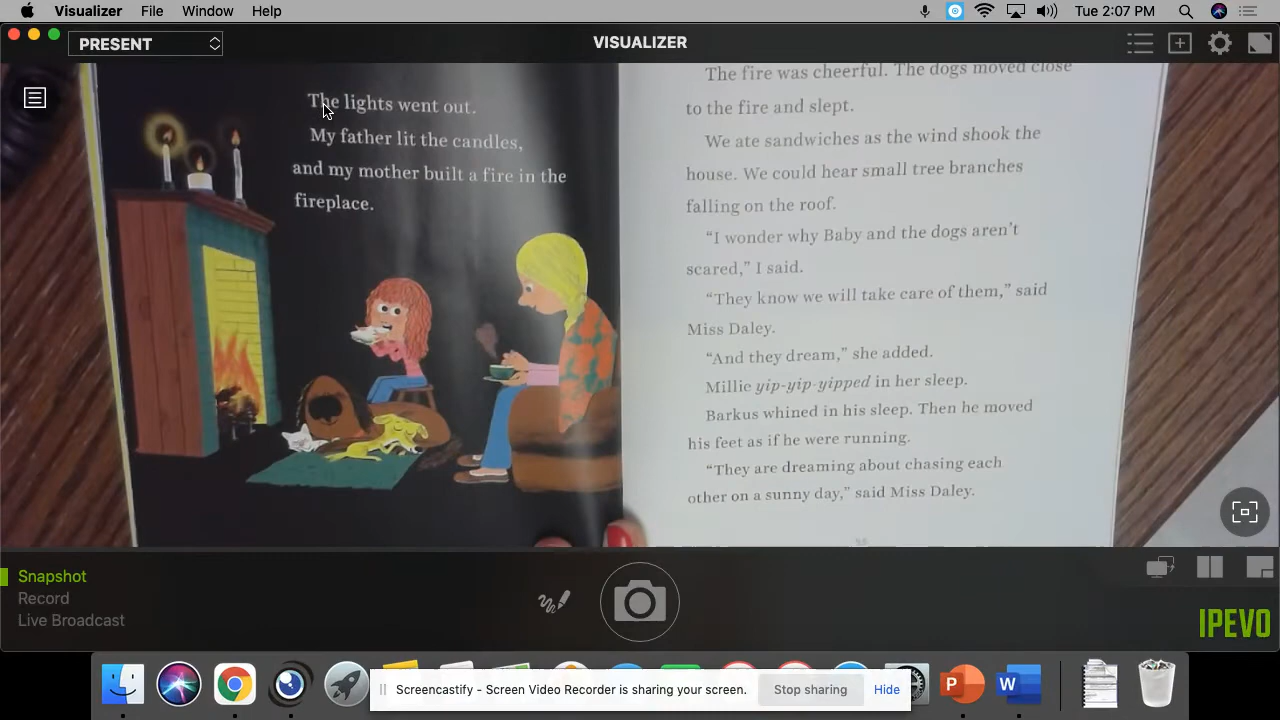 Visualizer File Window Help Tue 2:07 PM
PRESENT VISUALIZER
The lights went out.
My father lit the candles,
and my mother built a fire in the
fireplace.
The fire was cheerful. The dogs moved close
to the fire and slept.
We ate sandwiches as the wind shook the
house. We could hear small tree branches
falling on the roof.
“I wonder why Baby and the dogs aren’t
scared,” I said.
“They know we will take care of them,” said
Miss Daley.
“And they dream,” she added.
Millie yip-yip-yipped in her sleep.
Barkus whined in his sleep. Then he moved
his feet as if he were running.
“They are dreaming about chasing each
other on a sunny day,” said Miss Daley.
Snapshot
Record
Live Broadcast
IPEVO
Screencastify - Screen Video Recorder is sharing your screen. Stop sharing Hide
P W